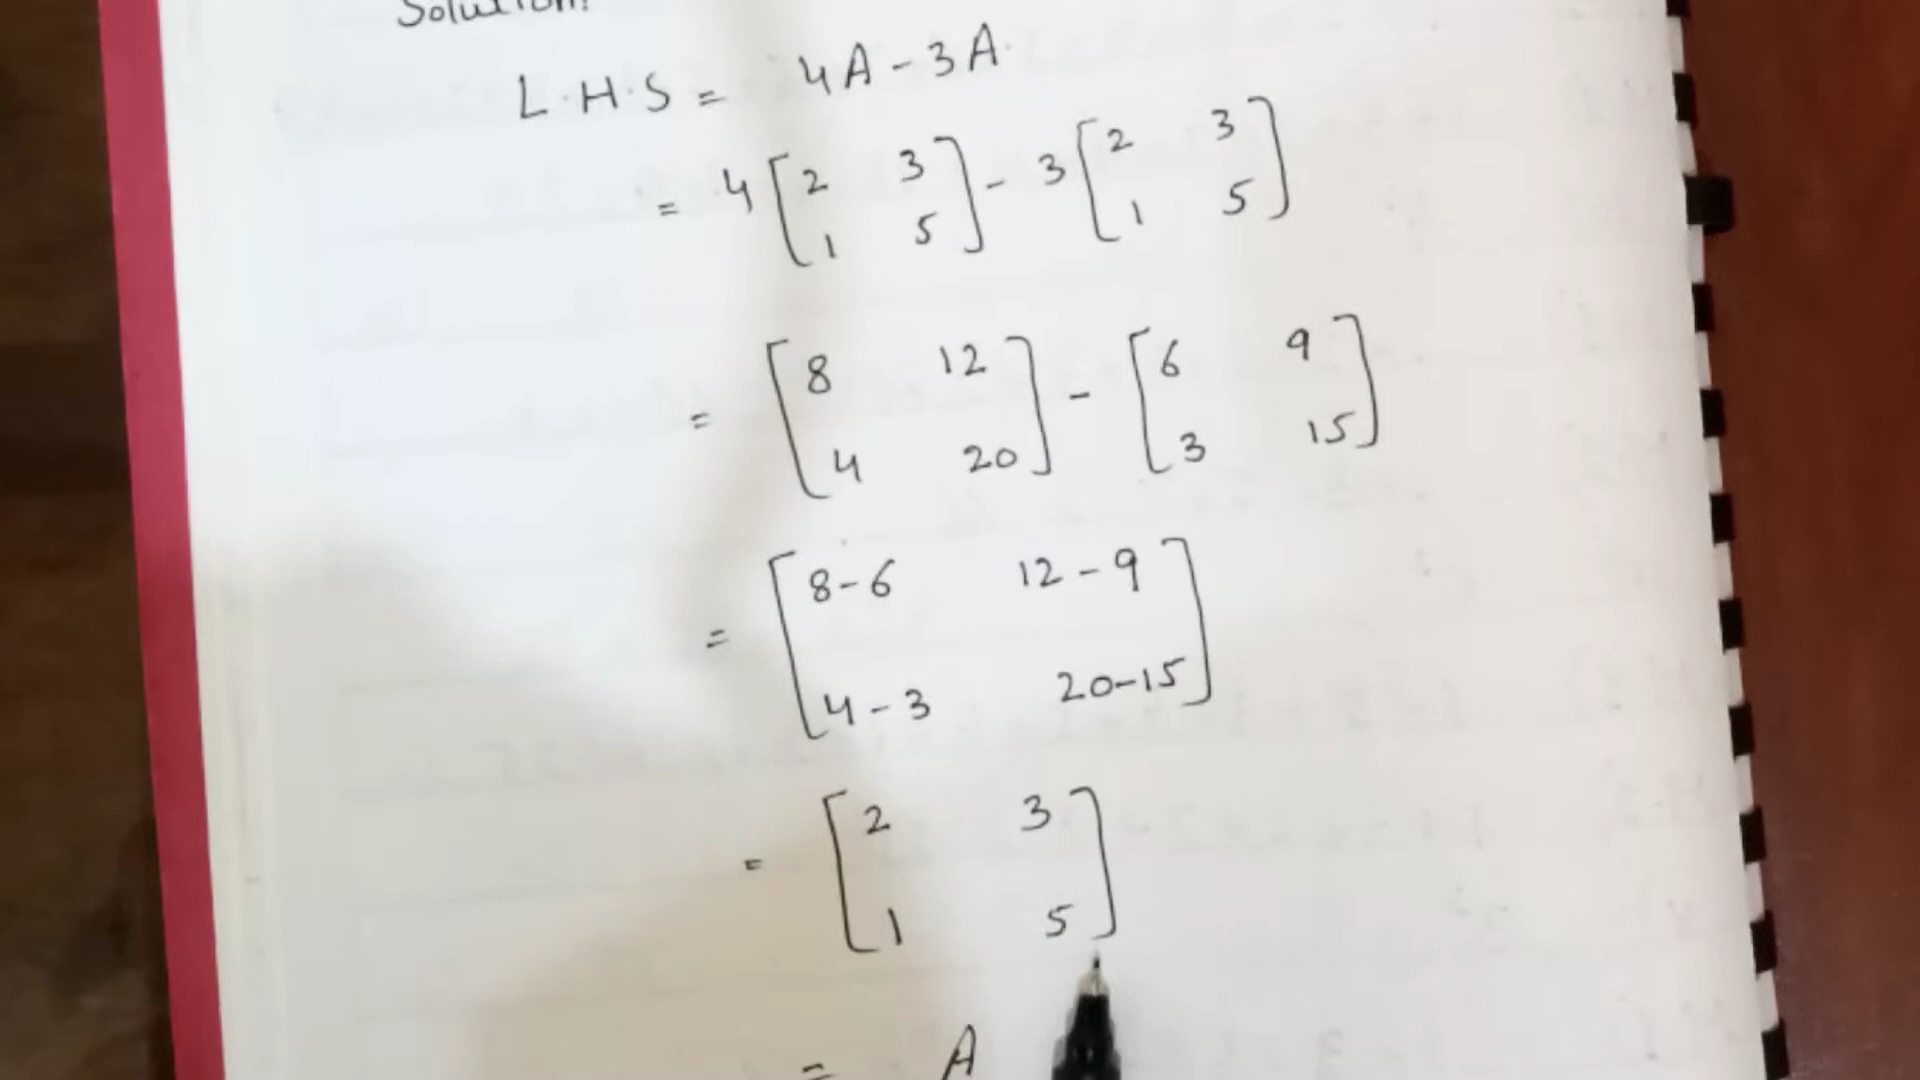 Solution:
L.H.S = 4A - 3A
= 4 [ 2 3 ] - 3 [ 2 3 ]
1 5 1 5
= [ 8 12 ] - [ 6 9 ]
4 20 3 15
= [ 8-6 12-9 ]
4-3 20-15
= [ 2 3 ]
1 5
= A